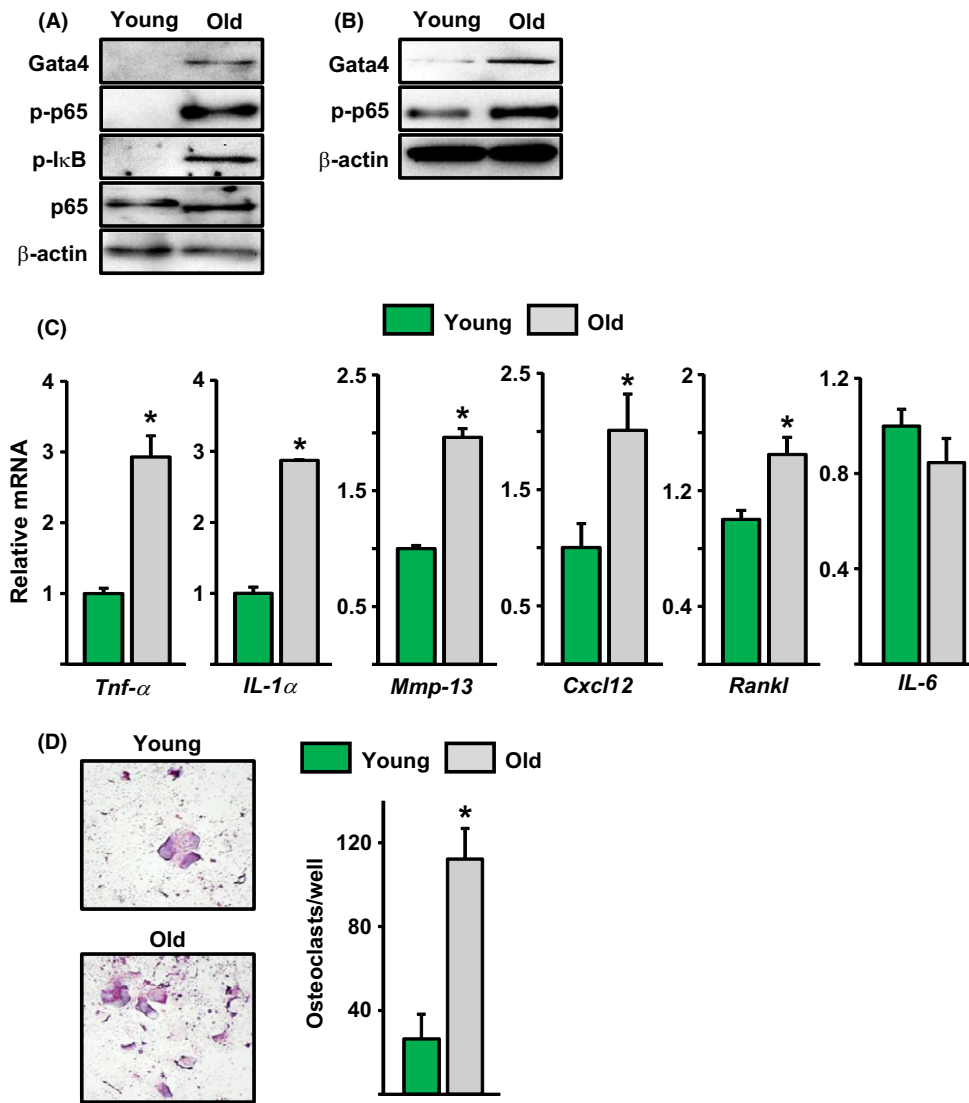 (A) Young Old
Gata4
p-p65
p-IκB
p65
β-actin
(B) Young Old
Gata4
p-p65
β-actin
(C) Young Old
Relative mRNA
4
3
2
1
Tnf-α
4
3
2
1
IL-1α
2.5
1.5
0.5
Mmp-13
*
2.5
1.5
0.5
Cxcl12
*
2
1.2
0.4
Rankl
*
1.2
0.8
0.4
IL-6
*
*
(D) Young
Old
Young Old
Osteoclasts/well
120
80
40
*